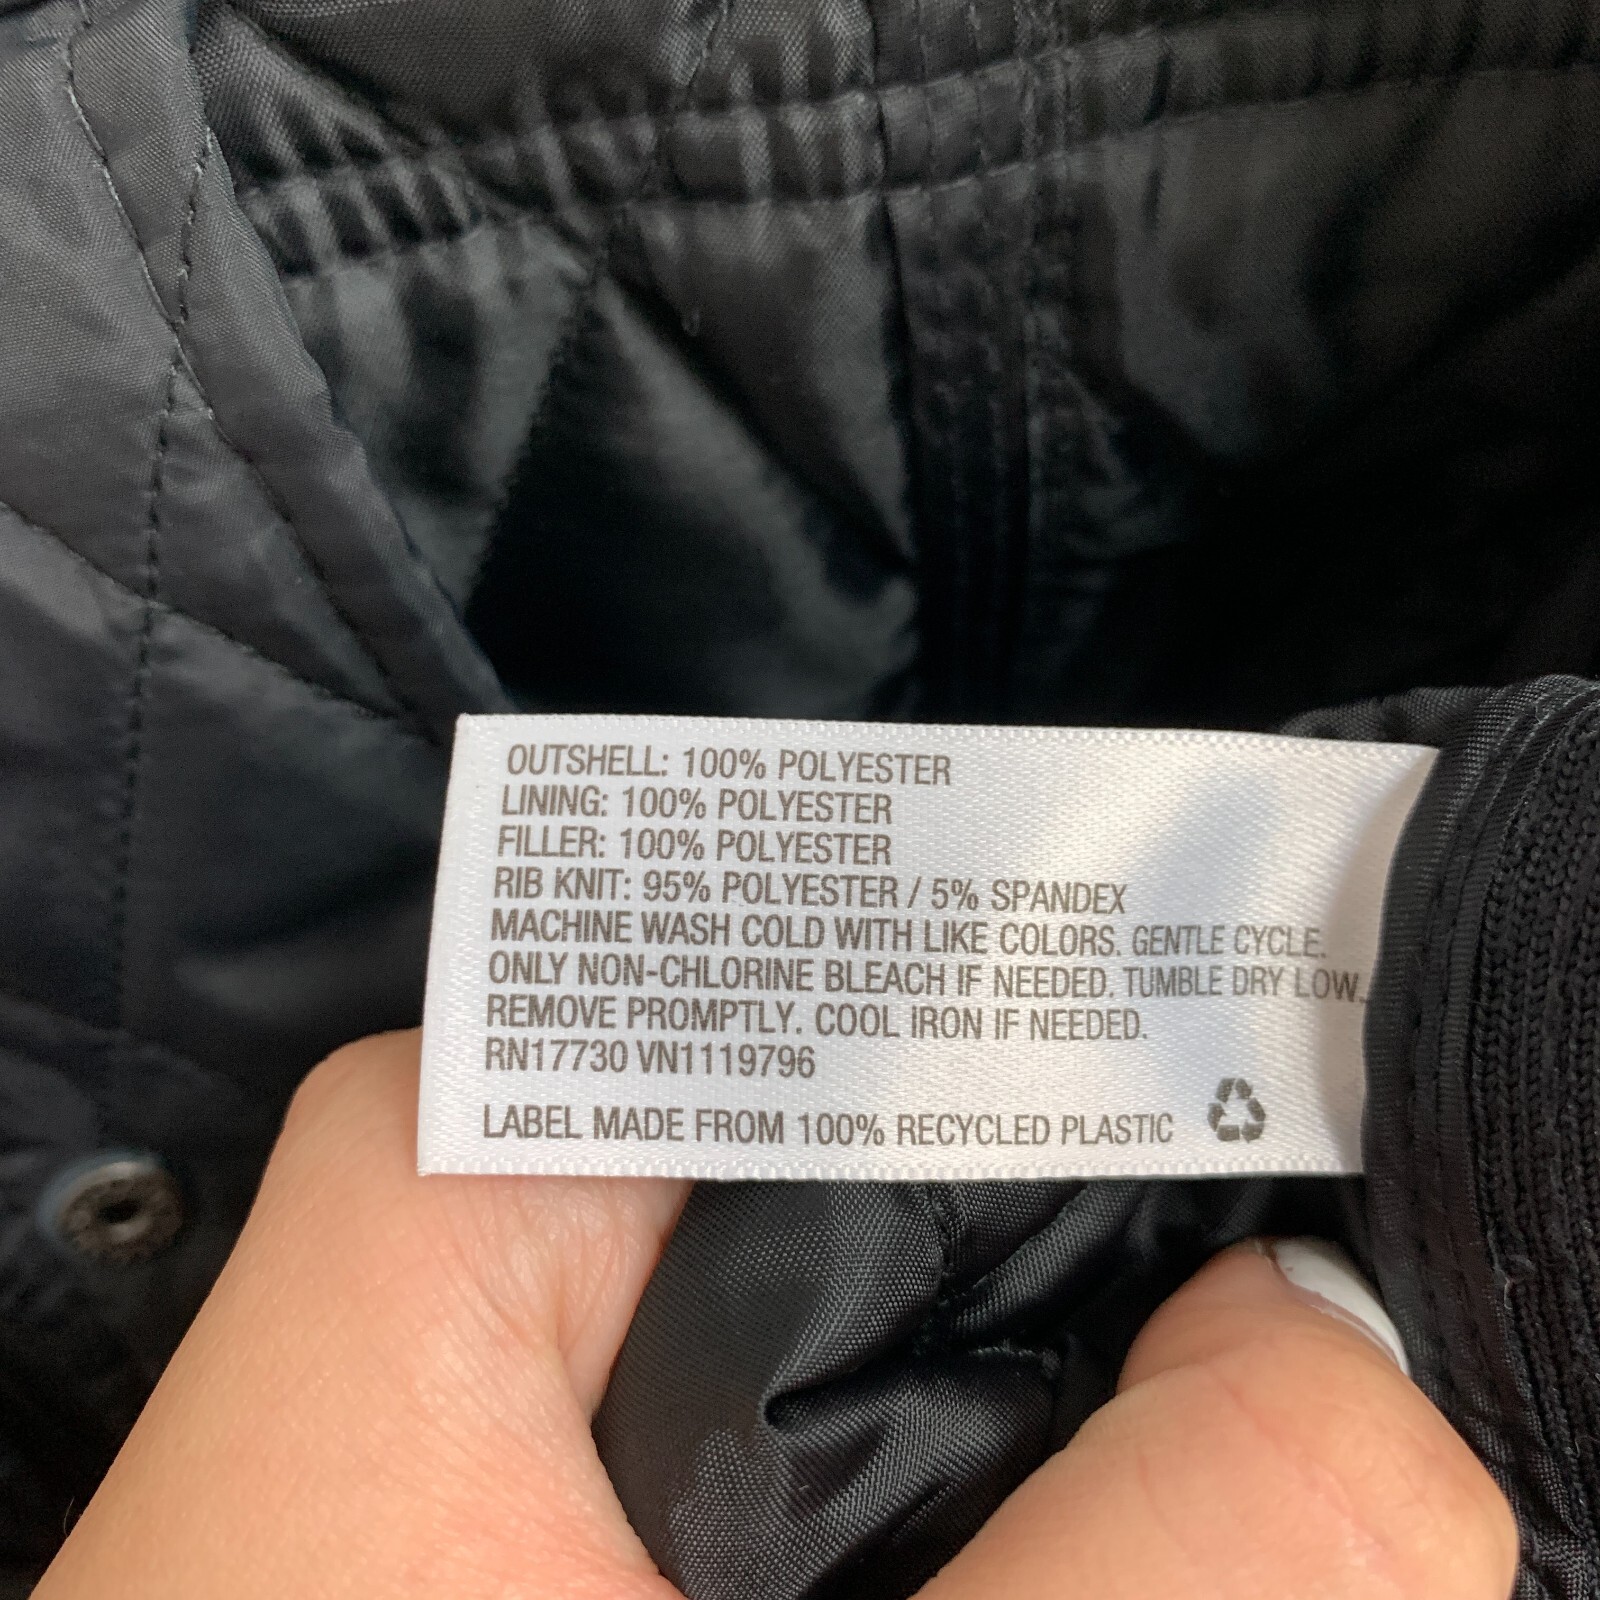 OUTSHELL: 100% POLYESTER
LINING: 100% POLYESTER
FILLER: 100% POLYESTER
RIB KNIT: 95% POLYESTER / 5% SPANDEX
MACHINE WASH COLD WITH LIKE COLORS. GENTLE CYCLE.
ONLY NON-CHLORINE BLEACH IF NEEDED. TUMBLE DRY LOW.
REMOVE PROMPTLY. COOL IRON IF NEEDED.
RN17730 VN1119796
LABEL MADE FROM 100% RECYCLED PLASTIC